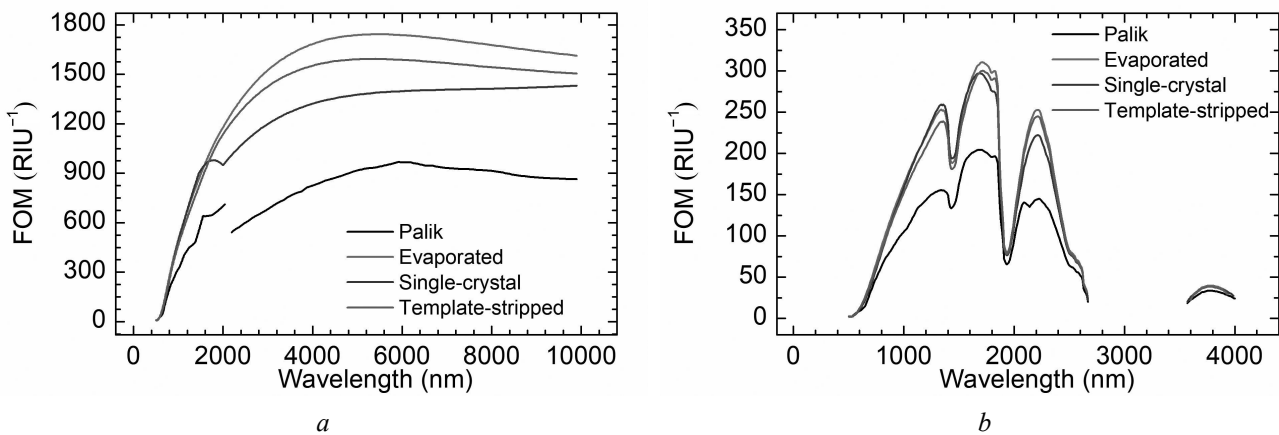 1800
1500
1200
900
600
300
0
FOM (RIU⁻¹)
Palik
Evaporated
Single-crystal
Template-stripped
0 2000 4000 6000 8000 10000
Wavelength (nm)
a
350
300
250
200
150
100
50
0
FOM (RIU⁻¹)
Palik
Evaporated
Single-crystal
Template-stripped
0 1000 2000 3000 4000
Wavelength (nm)
b